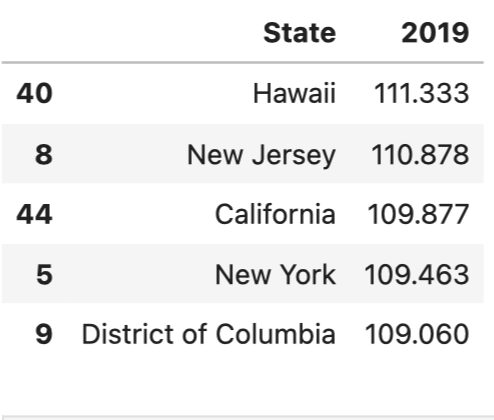 State 2019
40 Hawaii 111.333
8 New Jersey 110.878
44 California 109.877
5 New York 109.463
9 District of Columbia 109.060